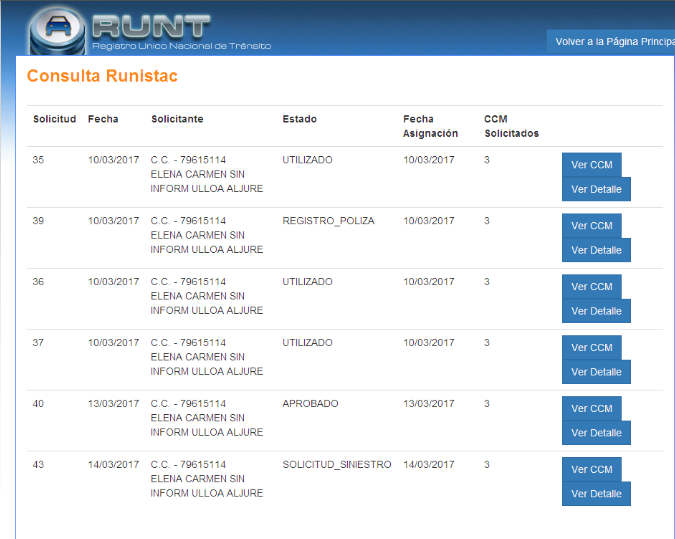 RUNT
Registro Unico Nacional de Trânsito
Volver a la Página Principa
Consulta Runistac
Solicitud Fecha Solicitante Estado Fecha Asignación CCM Solicitados
35 10/03/2017 C.C. - 79615114 UTILIZADO 10/03/2017 3 Ver CCM
ELENA CARMEN SIN
INFORM ULLOA ALJURE Ver Detalle
39 10/03/2017 C.C. - 79615114 REGISTRO_POLIZA 10/03/2017 3 Ver CCM
ELENA CARMEN SIN
INFORM ULLOA ALJURE Ver Detalle
36 10/03/2017 C.C. - 79615114 UTILIZADO 10/03/2017 3 Ver CCM
ELENA CARMEN SIN
INFORM ULLOA ALJURE Ver Detalle
37 10/03/2017 C.C. - 79615114 UTILIZADO 10/03/2017 3 Ver CCM
ELENA CARMEN SIN
INFORM ULLOA ALJURE Ver Detalle
40 13/03/2017 C.C. - 79615114 APROBADO 13/03/2017 3 Ver CCM
ELENA CARMEN SIN
INFORM ULLOA ALJURE Ver Detalle
43 14/03/2017 C.C. - 79615114 SOLICITUD_SINIESTRO 14/03/2017 3 Ver CCM
ELENA CARMEN SIN
INFORM ULLOA ALJURE Ver Detalle